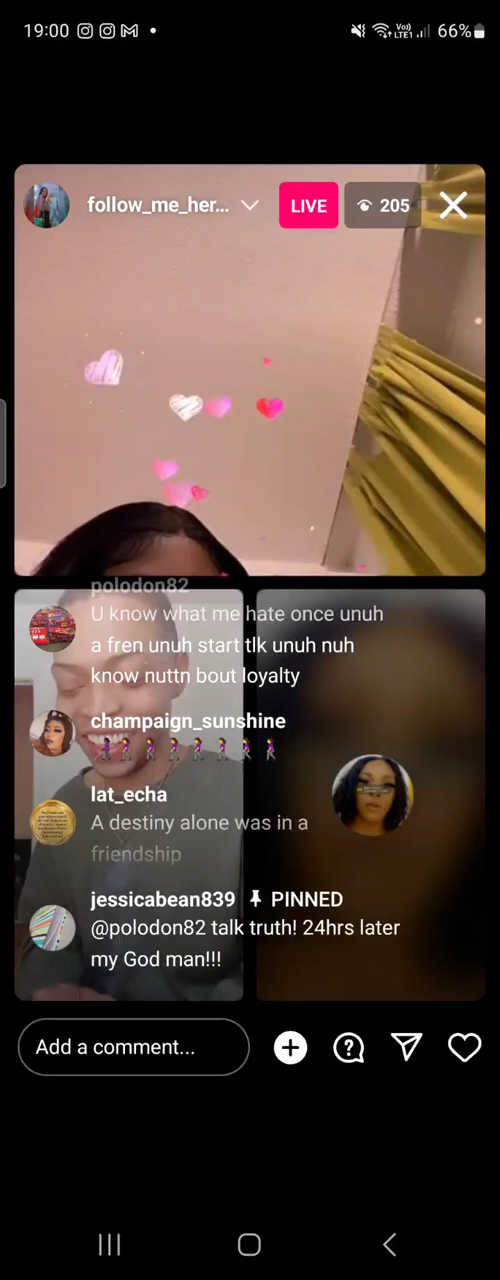 19:00
Vo))
LTE1
66%
follow_me_her...
LIVE
205
polodon82
U know what me hate once unuh
a fren unuh start tlk unuh nuh
know nuttn bout loyalty
champaign_sunshine
lat_echa
A destiny alone was in a
friendship
jessicabean839 PINNED
@polodon82 talk truth! 24hrs later
my God man!!!
Add a comment...